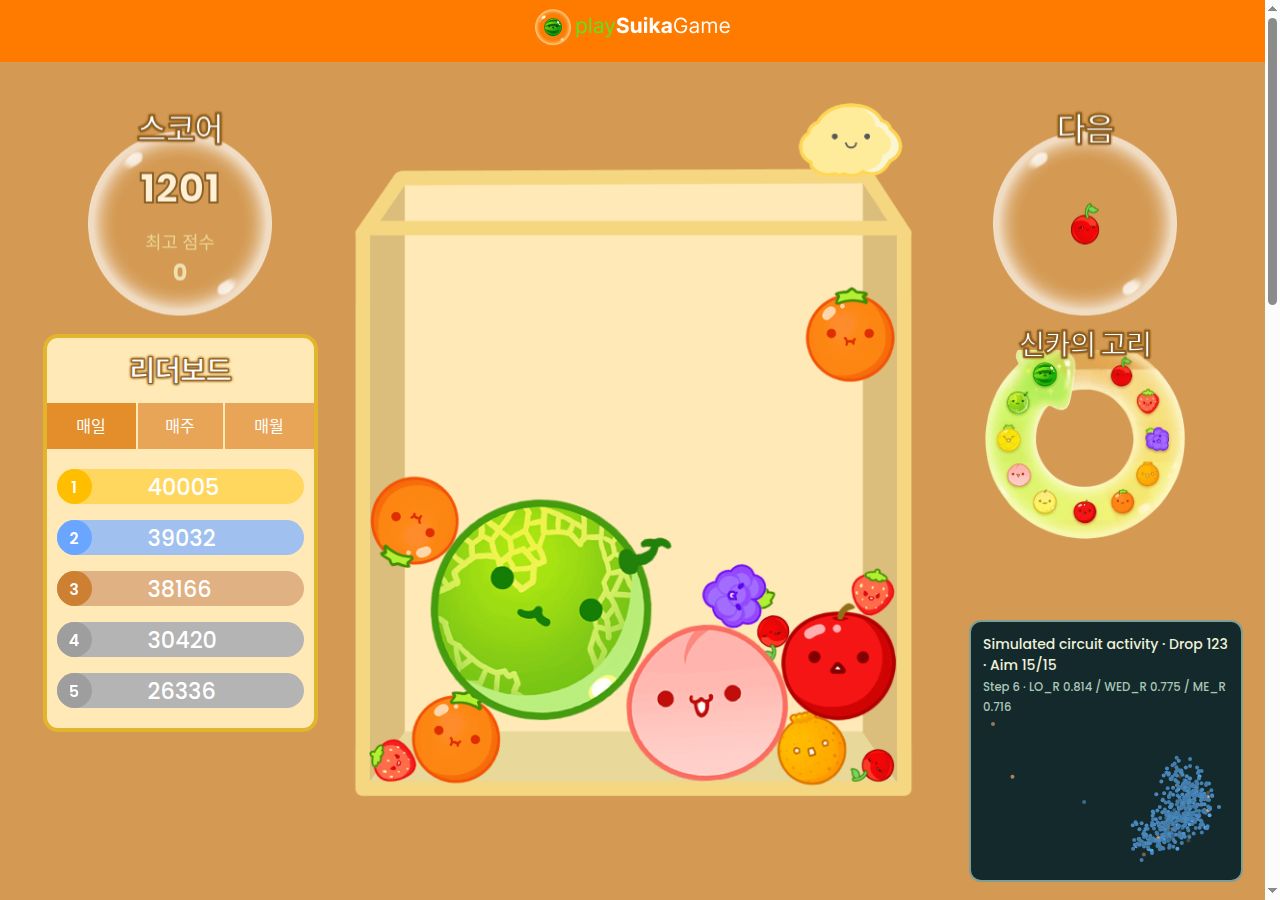 playSuikaGame
스코어
1201
최고 점수
0
다음
신카의 고리
리더보드
매일 매주 매월
1 40005
2 39032
3 38166
4 30420
5 26336
Simulated circuit activity · Drop 123
· Aim 15/15
Step 6 · LO_R 0.814 / WED_R 0.775 / ME_R
0.716